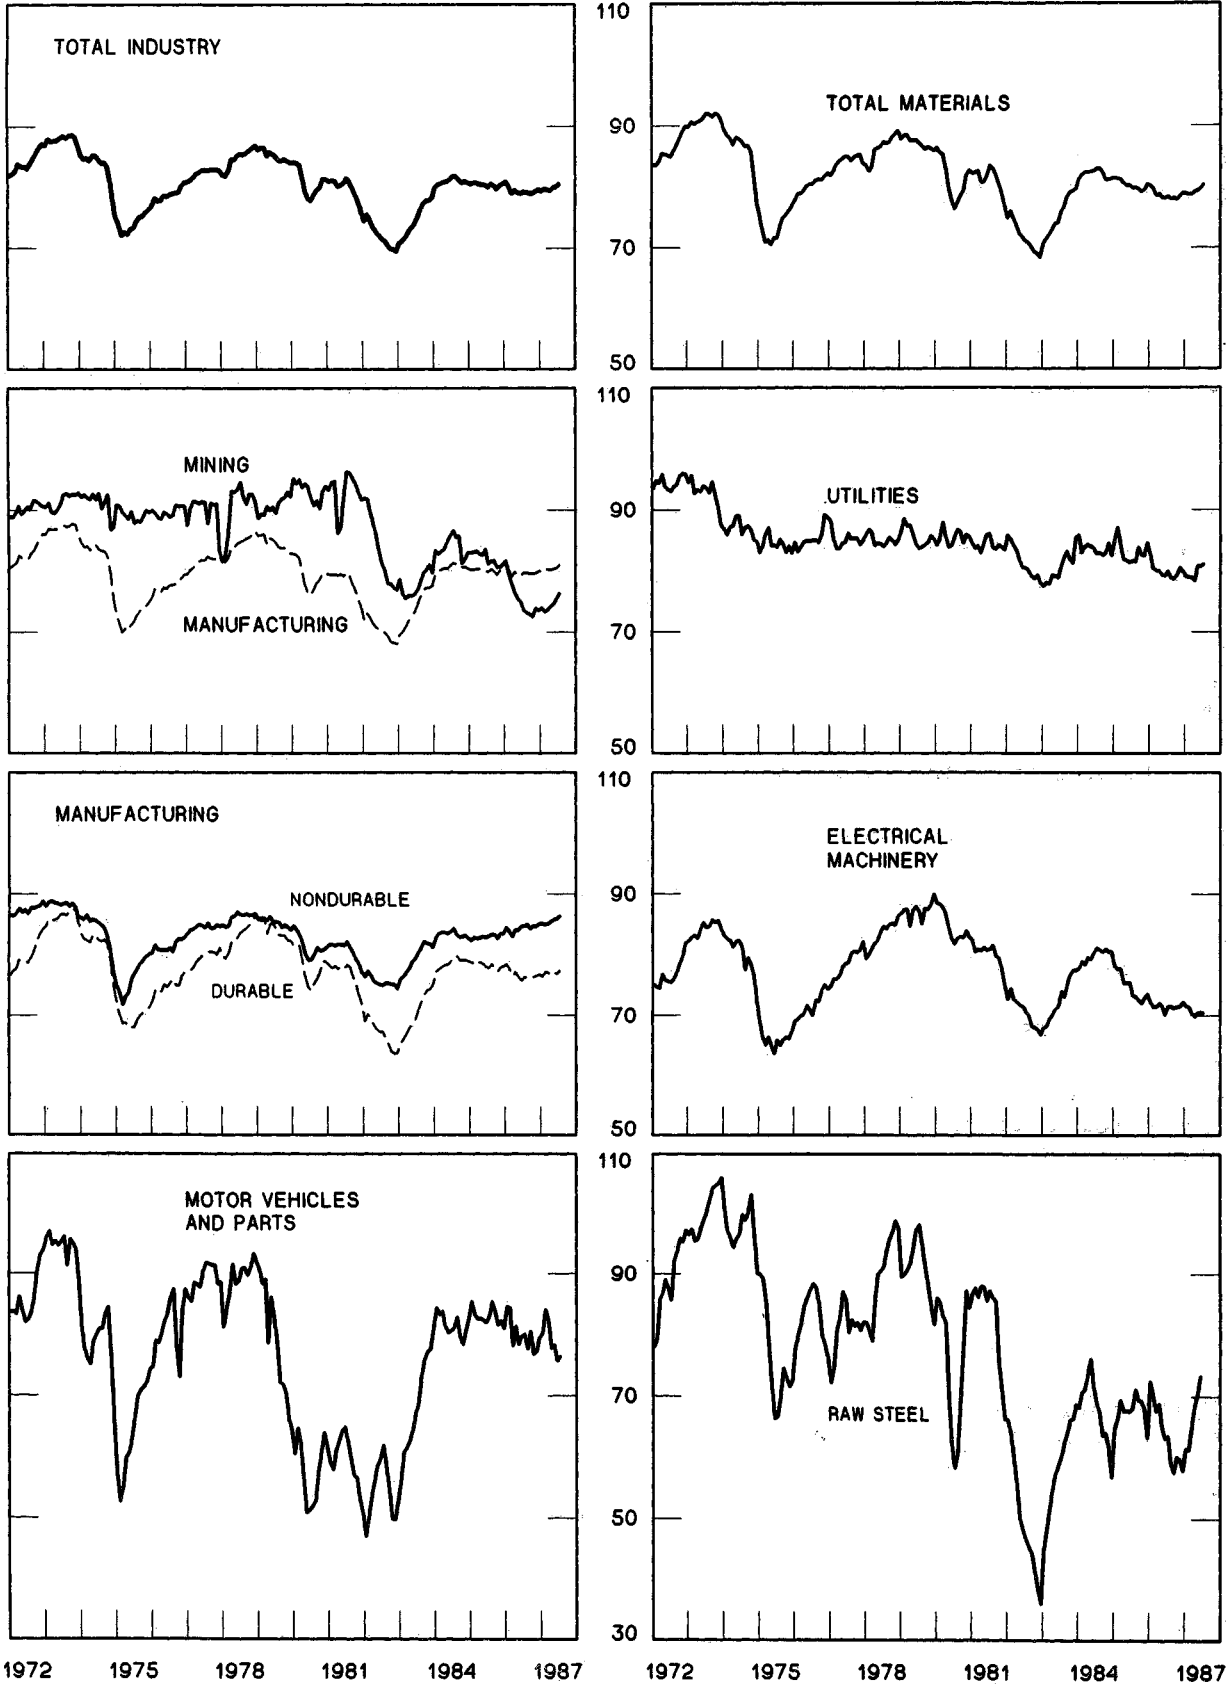 TOTAL INDUSTRY
110
TOTAL MATERIALS
90
70
50
MINING
MANUFACTURING
110
UTILITIES
90
70
50
MANUFACTURING
NONDURABLE
DURABLE
110
ELECTRICAL
MACHINERY
90
70
50
MOTOR VEHICLES
AND PARTS
110
90
70
RAW STEEL
50
30
1972 1975 1978 1981 1984 1987
1972 1975 1978 1981 1984 1987